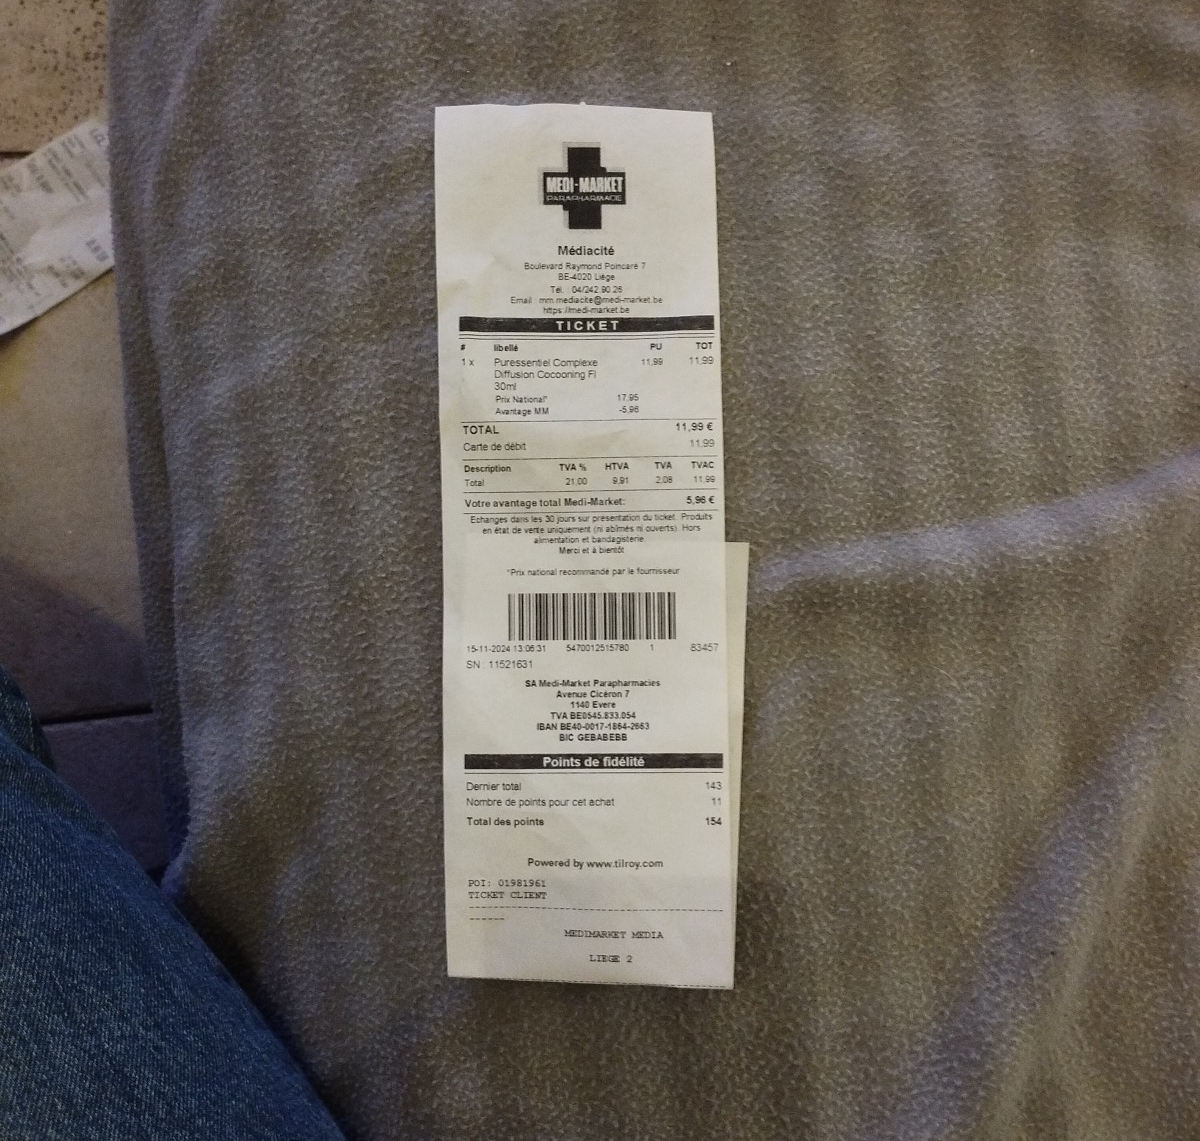 MEDI-MARKET
PARAPHARMACIE
Médiacité
Boulevard Raymond Poincaré 7
BE-4020 Liège
Tel. : 04/242.90.26
Email : mm.mediacite@medi-market.be
https://medi-market.be
TICKET
# libellé PU TOT
1 x Puressentiel Complexe 11.99 11.99
Diffusion Cocooning Fl
30ml
Prix National* 17.95
Avantage MM -5.96
TOTAL 11,99 €
Carte de débit 11.99
Description TVA % HTVA TVA TVAC
Total 21.00 9.91 2.08 11.99
Votre avantage total Medi-Market: 5,96 €
Echanges dans les 30 jours sur présentation du ticket. Produits
en état de vente uniquement (ni abîmés ni ouverts). Hors
alimentation et bandagisterie.
Merci et à bientôt
*Prix national recommandé par le fournisseur
15-11-2024 13:06:31 5470012515780 1 83457
SN : 11521631
SA Medi-Market Parapharmacies
Avenue Cicéron 7
1140 Evere
TVA BE0545.833.054
IBAN BE40-0017-1864-2663
BIC GEBABEBB
Points de fidélité
Dernier total 143
Nombre de points pour cet achat 11
Total des points 154
Powered by www.tilroy.com
POI: 01981961
TICKET CLIENT
--------------------------------
------
MEDIMARKET MEDIA
LIEGE 2